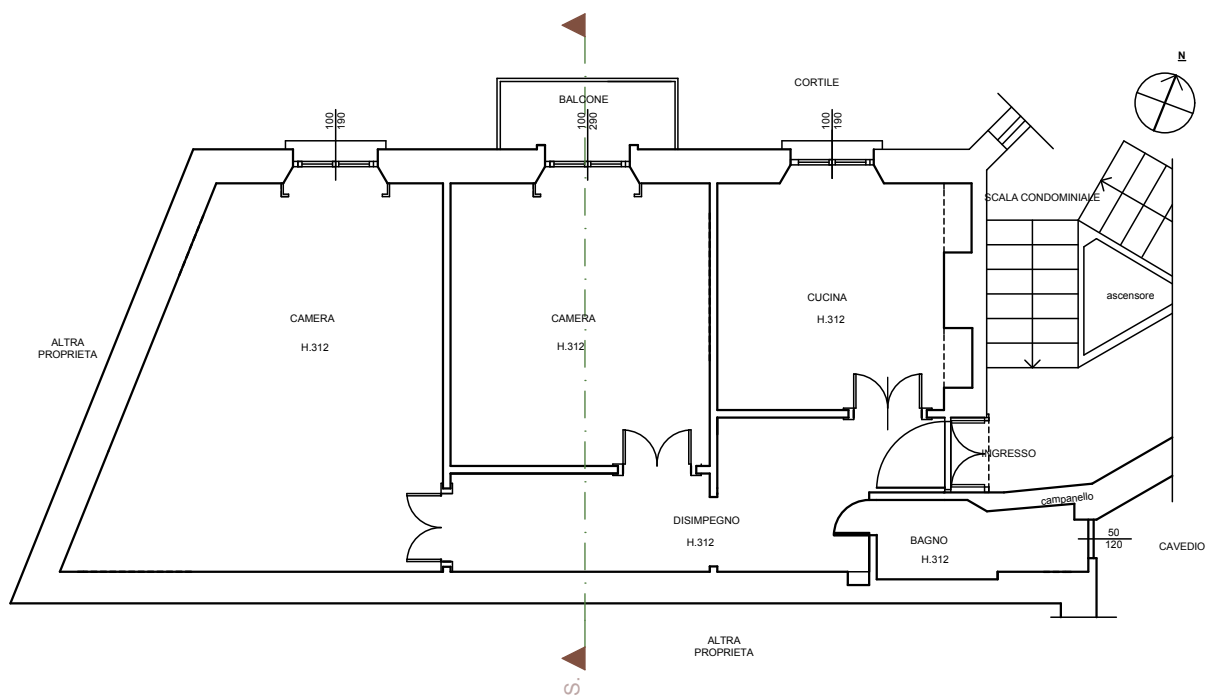 N
CORTILE
BALCONE
100
190
100
290
100
190
SCALA CONDOMINIALE
ascensore
CUCINA
H.312
CAMERA
H.312
CAMERA
H.312
ALTRA
PROPRIETA
INGRESSO
campanello
DISIMPEGNO
H.312
BAGNO
H.312
50
120
CAVEDIO
ALTRA
PROPRIETA
S.